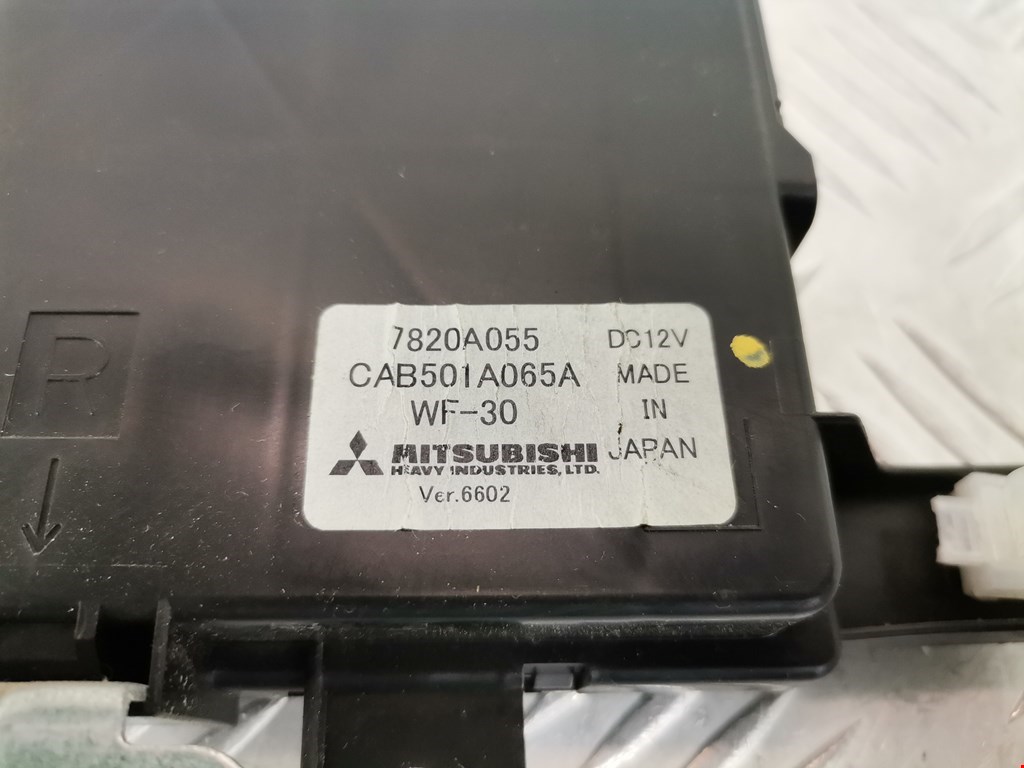 P
7820A055
CAB501A065A
WF-30
MITSUBISHI
HEAVY INDUSTRIES, LTD.
Ver.6602
DC12V
MADE
IN
JAPAN